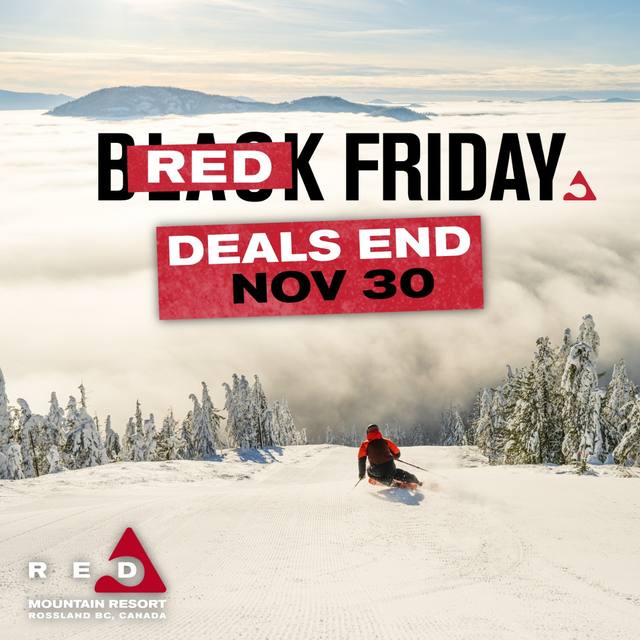 BLACK FRIDAY
RED
DEALS END
NOV 30
RED
MOUNTAIN RESORT
ROSSLAND BC, CANADA